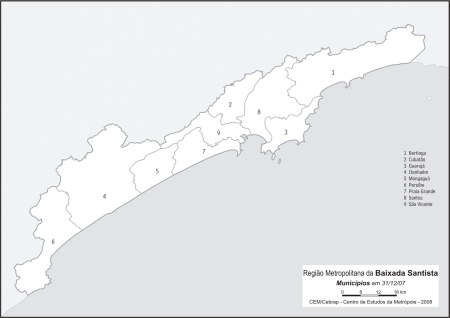 1
2
8
3
9
7
5
4
6
1 Bertioga
2 Cubatão
3 Guarujá
4 Itanhaém
5 Mongaguá
6 Peruíbe
7 Praia Grande
8 Santos
9 São Vicente
Região Metropolitana da Baixada Santista
Municípios em 31/12/07
0 6 12 18 km
CEM/Cebrap - Centro de Estudos da Metrópole - 2008